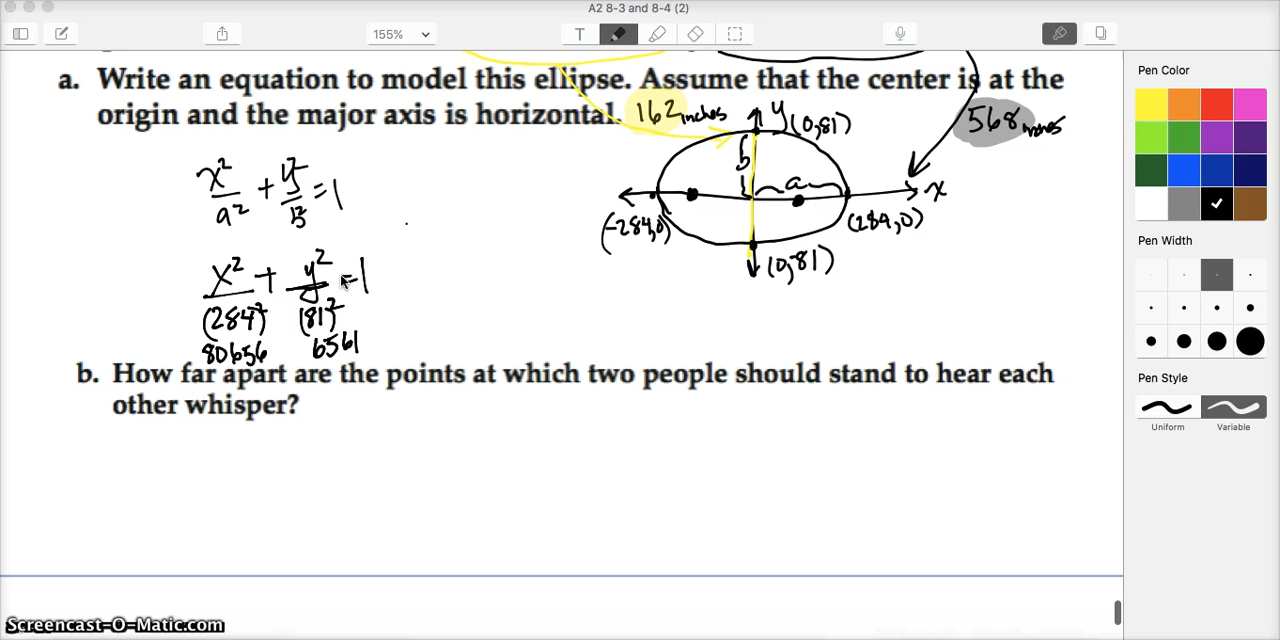 A2 8-3 and 8-4 (2)
155%
T
a. Write an equation to model this ellipse. Assume that the center is at the
origin and the major axis is horizontal. 162 inches
568 inches
y (0,81)
b
a
x
(-284,0)
(284,0)
(0,-81)
x²/a² + y²/b² = 1
x²/(284)² + y²/(81)² = 1
80656 6561
b. How far apart are the points at which two people should stand to hear each
other whisper?
Pen Color
Pen Width
Pen Style
Uniform Variable
Screencast-O-Matic.com